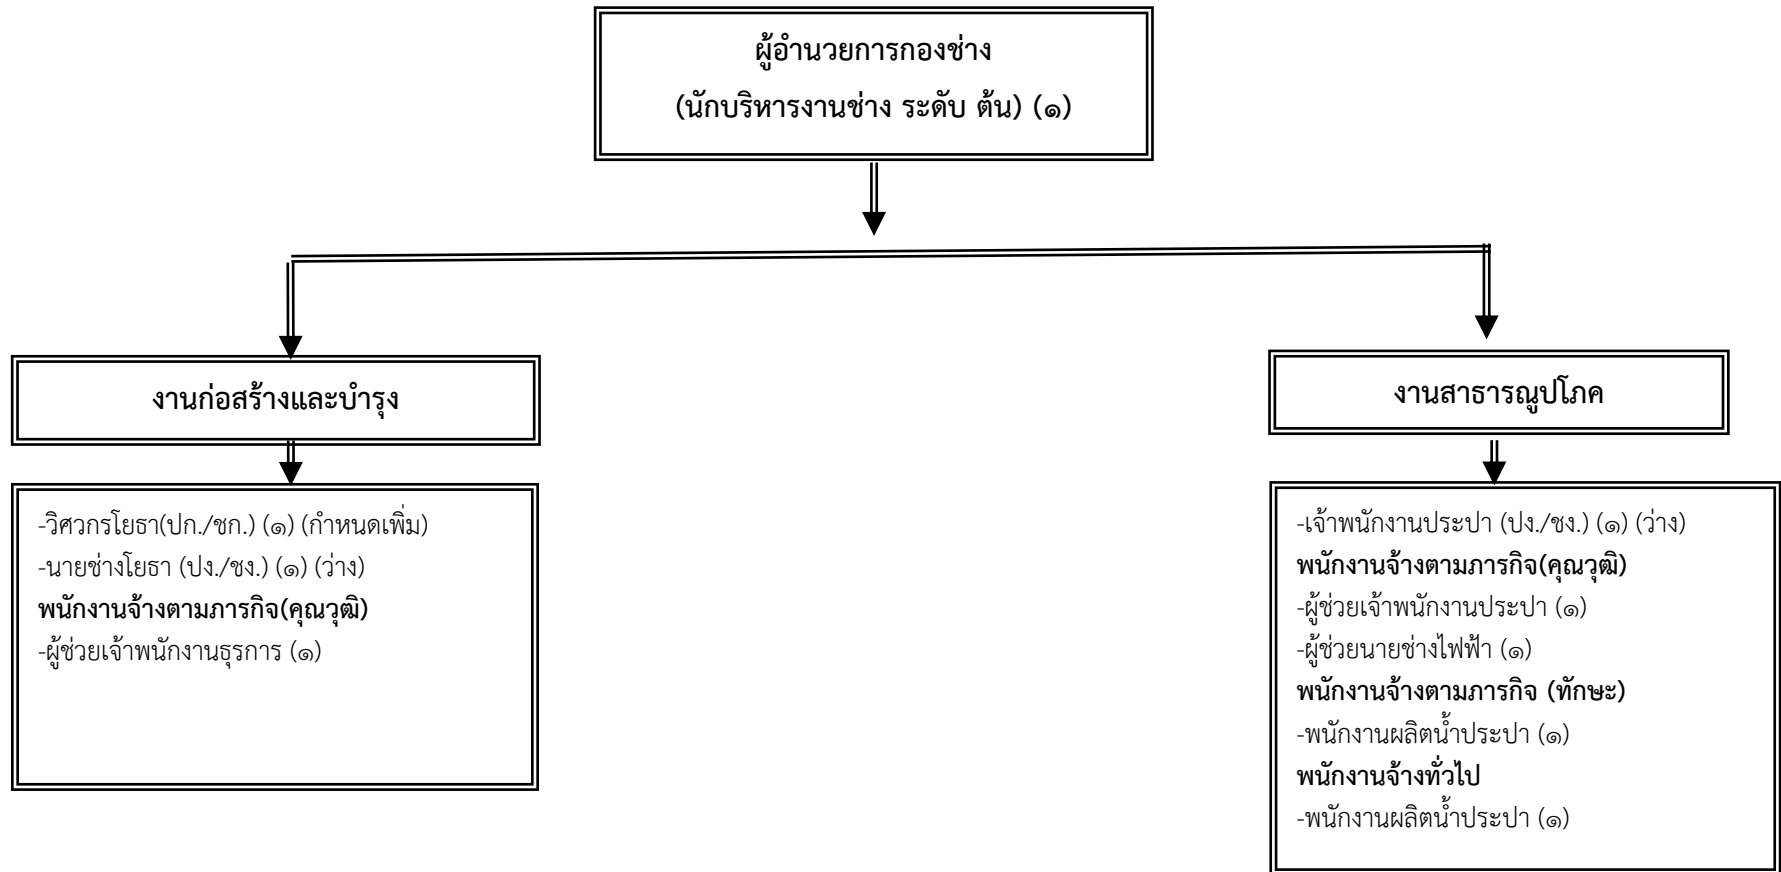 ผู้อำนวยการกองช่าง
(นักบริหารงานช่าง ระดับ ต้น) (๑)
งานก่อสร้างและบำรุง
-วิศวกรโยธา(ปก./ชก.) (๑) (กำหนดเพิ่ม)
-นายช่างโยธา (ปง./ชง.) (๑) (ว่าง)
พนักงานจ้างตามภารกิจ(คุณวุฒิ)
-ผู้ช่วยเจ้าพนักงานธุรการ (๑)
งานสาธารณูปโภค
-เจ้าพนักงานประปา (ปง./ชง.) (๑) (ว่าง)
พนักงานจ้างตามภารกิจ(คุณวุฒิ)
-ผู้ช่วยเจ้าพนักงานประปา (๑)
-ผู้ช่วยนายช่างไฟฟ้า (๑)
พนักงานจ้างตามภารกิจ (ทักษะ)
-พนักงานผลิตน้ำประปา (๑)
พนักงานจ้างทั่วไป
-พนักงานผลิตน้ำประปา (๑)